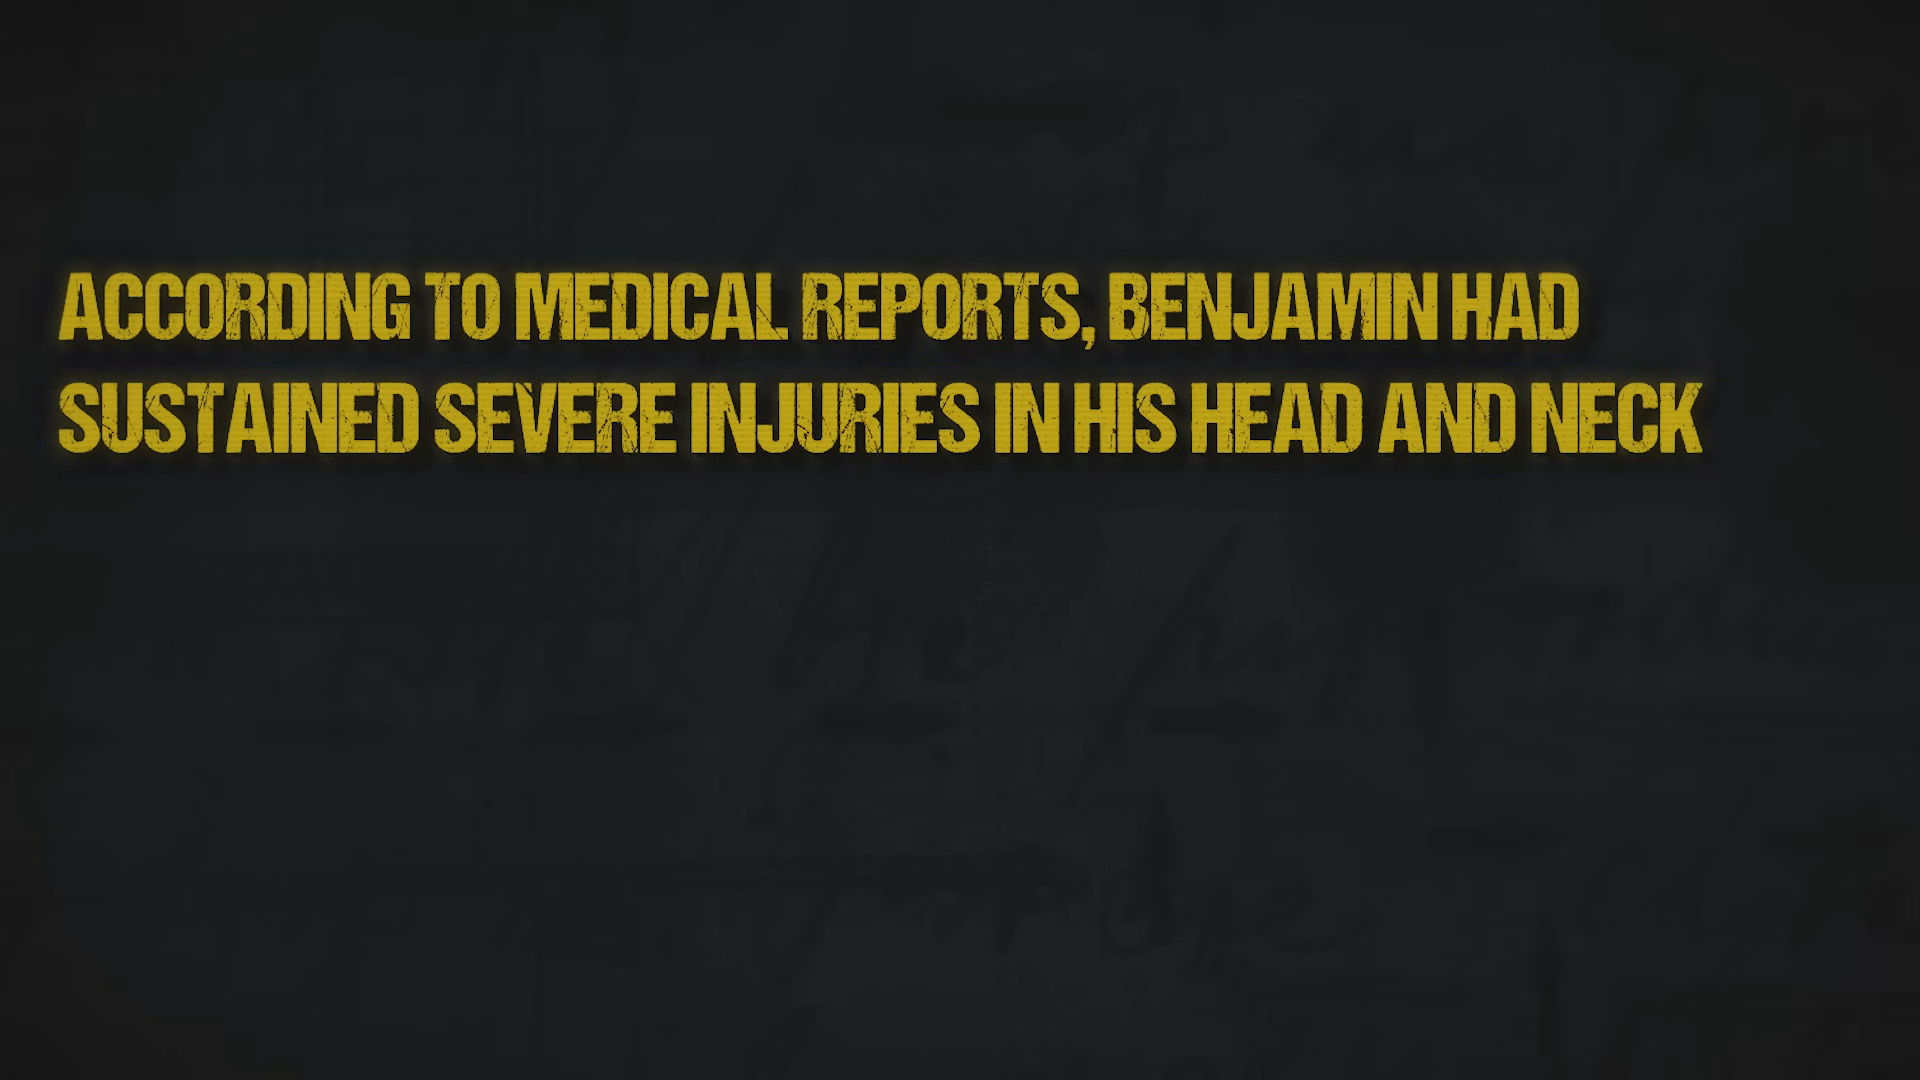 ACCORDING TO MEDICAL REPORTS, BENJAMIN HAD
SUSTAINED SEVERE INJURIES IN HIS HEAD AND NECK